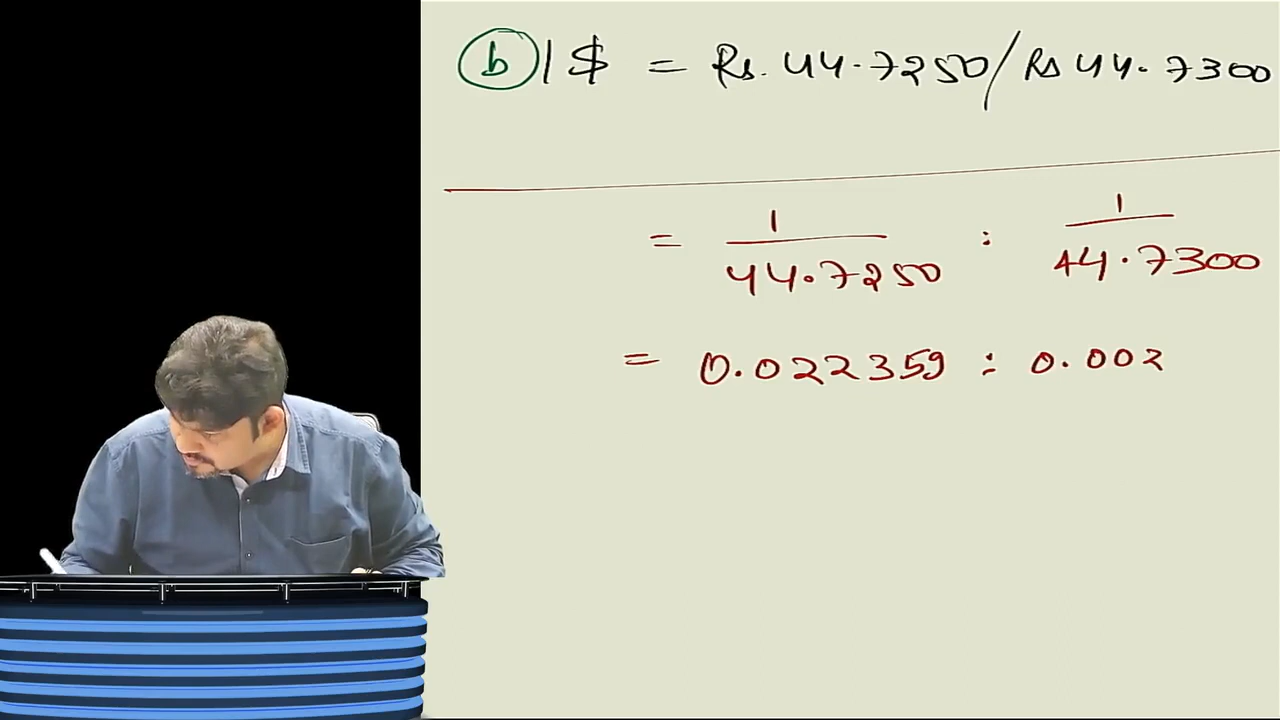 b 1 $ = Rs. 44.7250/Rs 44.7300
= 1/44.7250 : 1/44.7300
= 0.022359 : 0.002